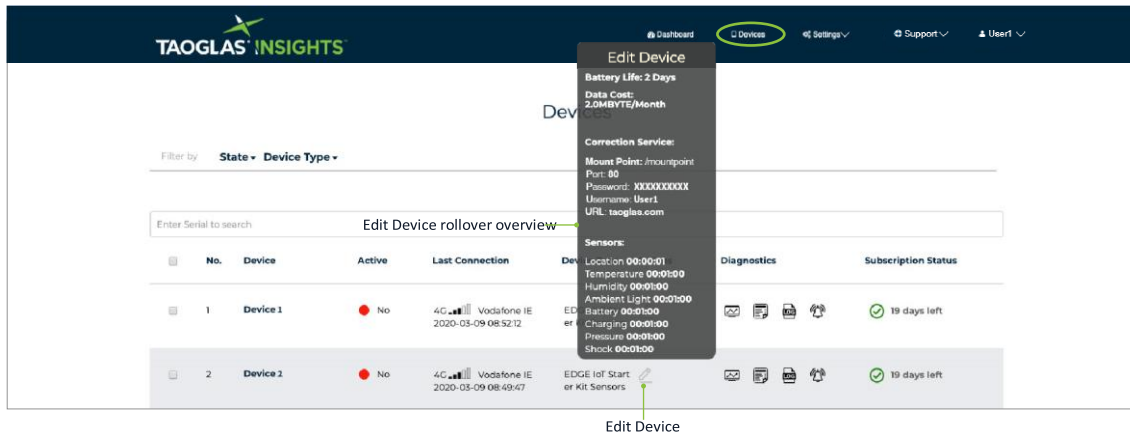 TAOGLAS INSIGHTS
Dashboard
Devices
Settings
Support
User1
Edit Device
Battery Life: 2 Days
Data Cost:
2.0MBYTE/Month
Correction Service:
Mount Point: /mountpoint
Port: 80
Password: XXXXXXXXXX
Username: User1
URL: taoglas.com
Sensors:
Location 00:00:01
Temperature 00:01:00
Humidity 00:01:00
Ambient Light 00:01:00
Battery 00:01:00
Charging 00:01:00
Pressure 00:01:00
Shock 00:01:00
Devices
Filter by State Device Type
Enter Serial to search
Edit Device rollover overview
No. Device Active Last Connection Diagnostics Subscription Status
1 Device 1 No 4G Vodafone IE 19 days left
2020-03-09 08:52:12
LOG
2 Device 2 No 4G Vodafone IE EDGE IoT Start 19 days left
2020-03-09 08:49:47 er Kit Sensors
LOG
Edit Device